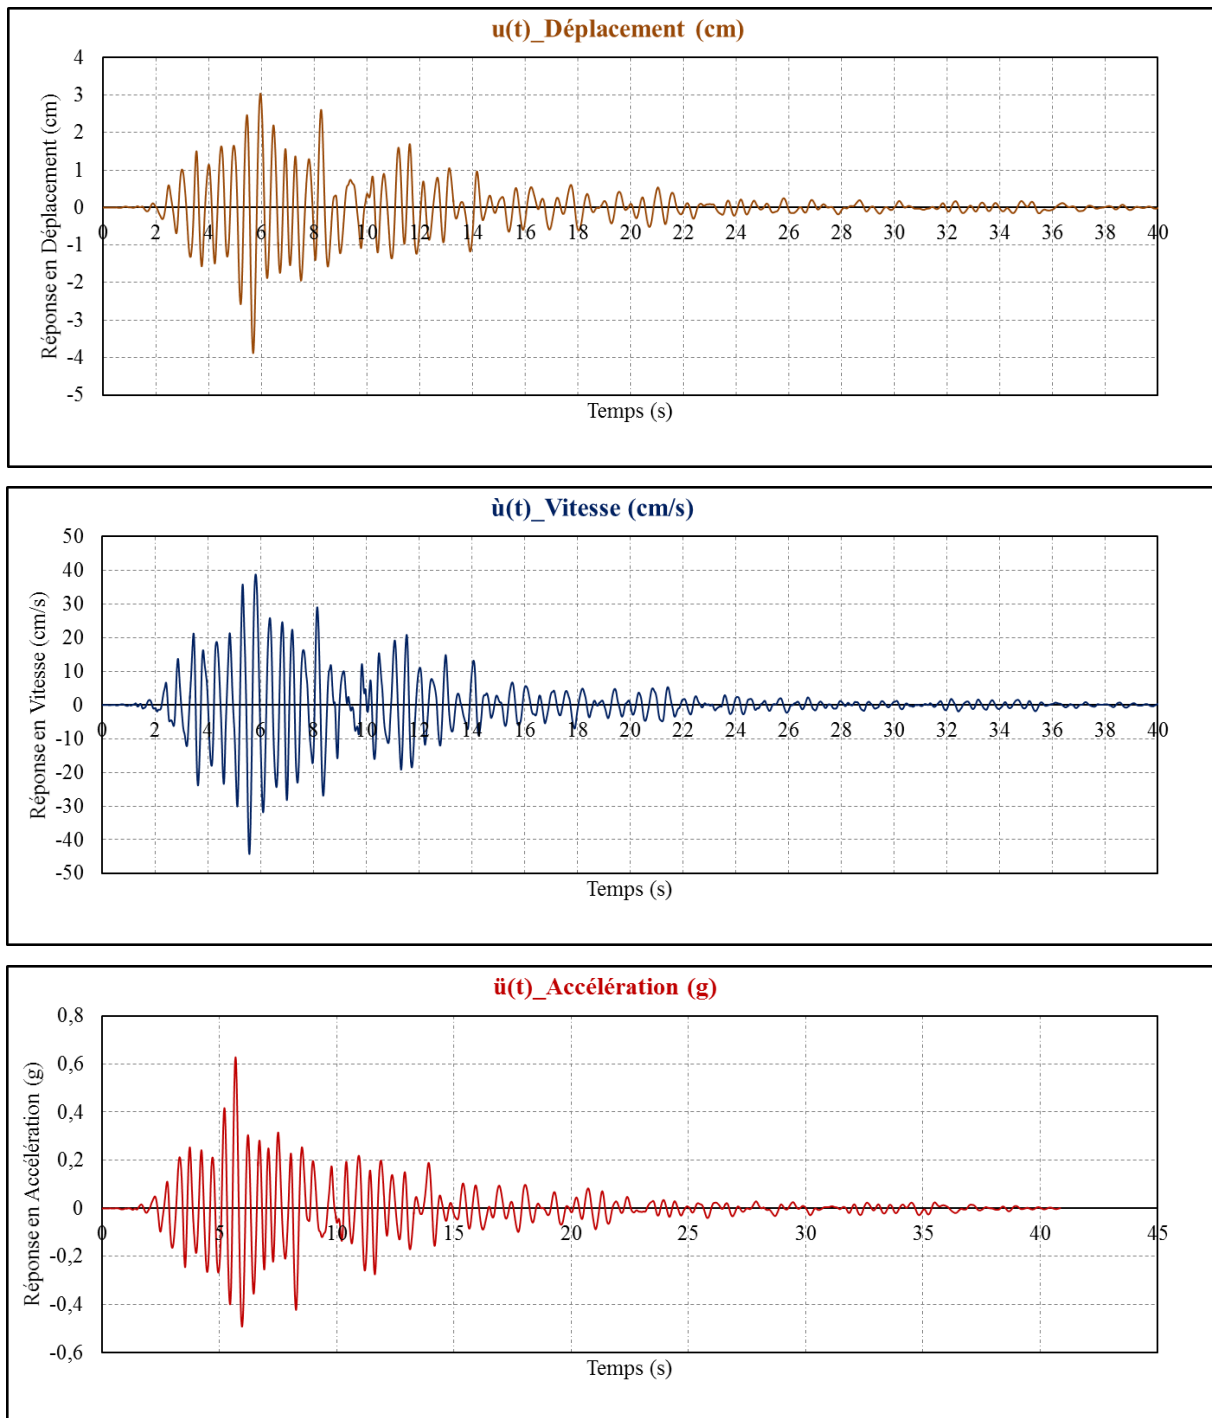 u(t)_Déplacement (cm)
4
3
2
1
0
-1
-2
-3
-4
-5
0 2 4 6 8 10 12 14 16 18 20 22 24 26 28 30 32 34 36 38 40
Réponse en Déplacement (cm)
Temps (s)
ù(t)_Vitesse (cm/s)
50
40
30
20
10
0
-10
-20
-30
-40
-50
0 2 4 6 8 10 12 14 16 18 20 22 24 26 28 30 32 34 36 38 40
Réponse en Vitesse (cm/s)
Temps (s)
ü(t)_Accélération (g)
0,8
0,6
0,4
0,2
0
-0,2
-0,4
-0,6
0 5 10 15 20 25 30 35 40 45
Réponse en Accélération (g)
Temps (s)